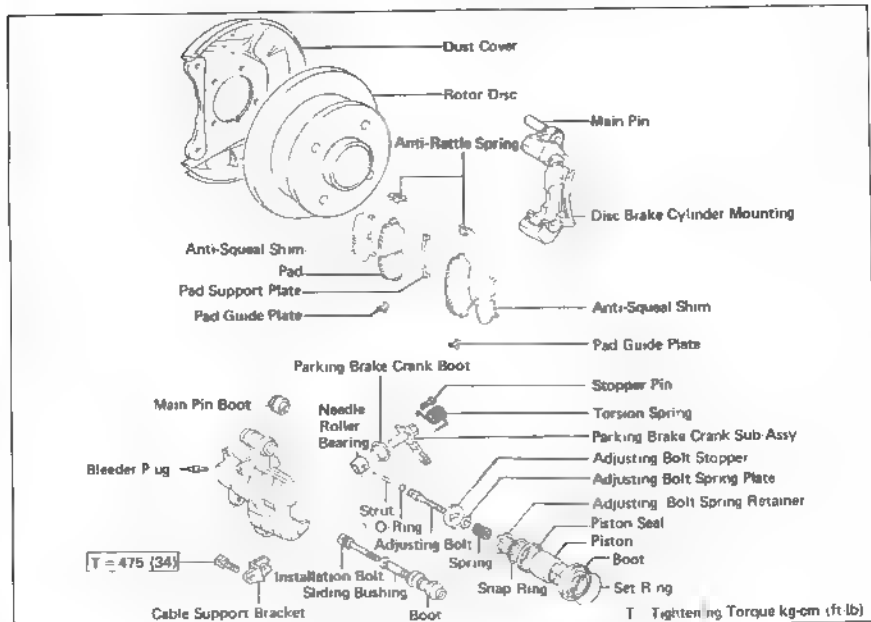 Dust Cover
Rotor Disc
Main Pin
Anti-Rattle Spring
Disc Brake Cylinder Mounting
Anti-Squeal Shim
Pad
Pad Support Plate
Anti-Squeal Shim
Pad Guide Plate
Pad Guide Plate
Parking Brake Crank Boot
Stopper Pin
Main Pin Boot
Needle
Roller
Bearing
Torsion Spring
Parking Brake Crank Sub-Assy
Bleeder Plug
Adjusting Bolt Stopper
Adjusting Bolt Spring Plate
Strut
Adjusting Bolt Spring Retainer
O-Ring
Piston Seal
Adjusting Bolt
Piston
Spring
Boot
T = 475 (34)
Installation Bolt
Snap Ring
Set Ring
Sliding Bushing
Cable Support Bracket
Boot
T Tightening Torque kg-cm (ft-lb)